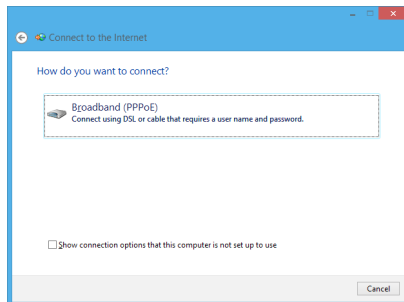 Connect to the Internet
How do you want to connect?
Broadband (PPPoE)
Connect using DSL or cable that requires a user name and password.
Show connection options that this computer is not set up to use
Cancel